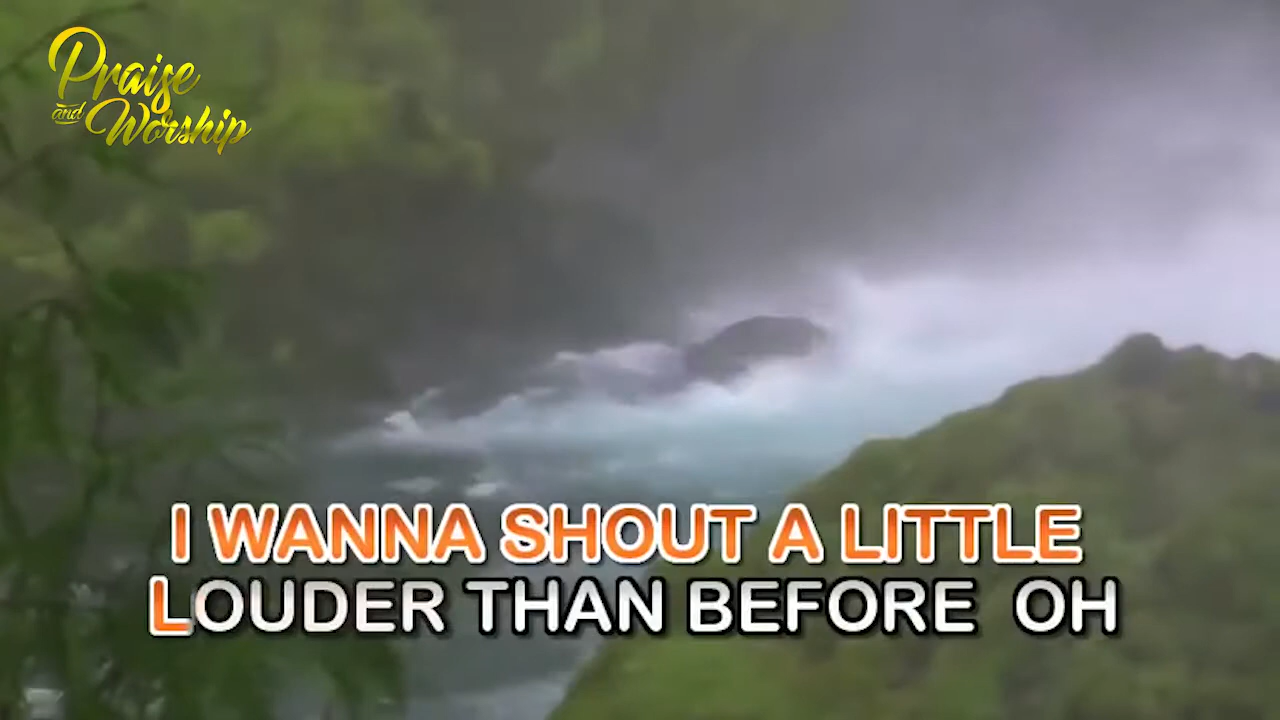 Praise
and Worship
I WANNA SHOUT A LITTLE
LOUDER THAN BEFORE OH